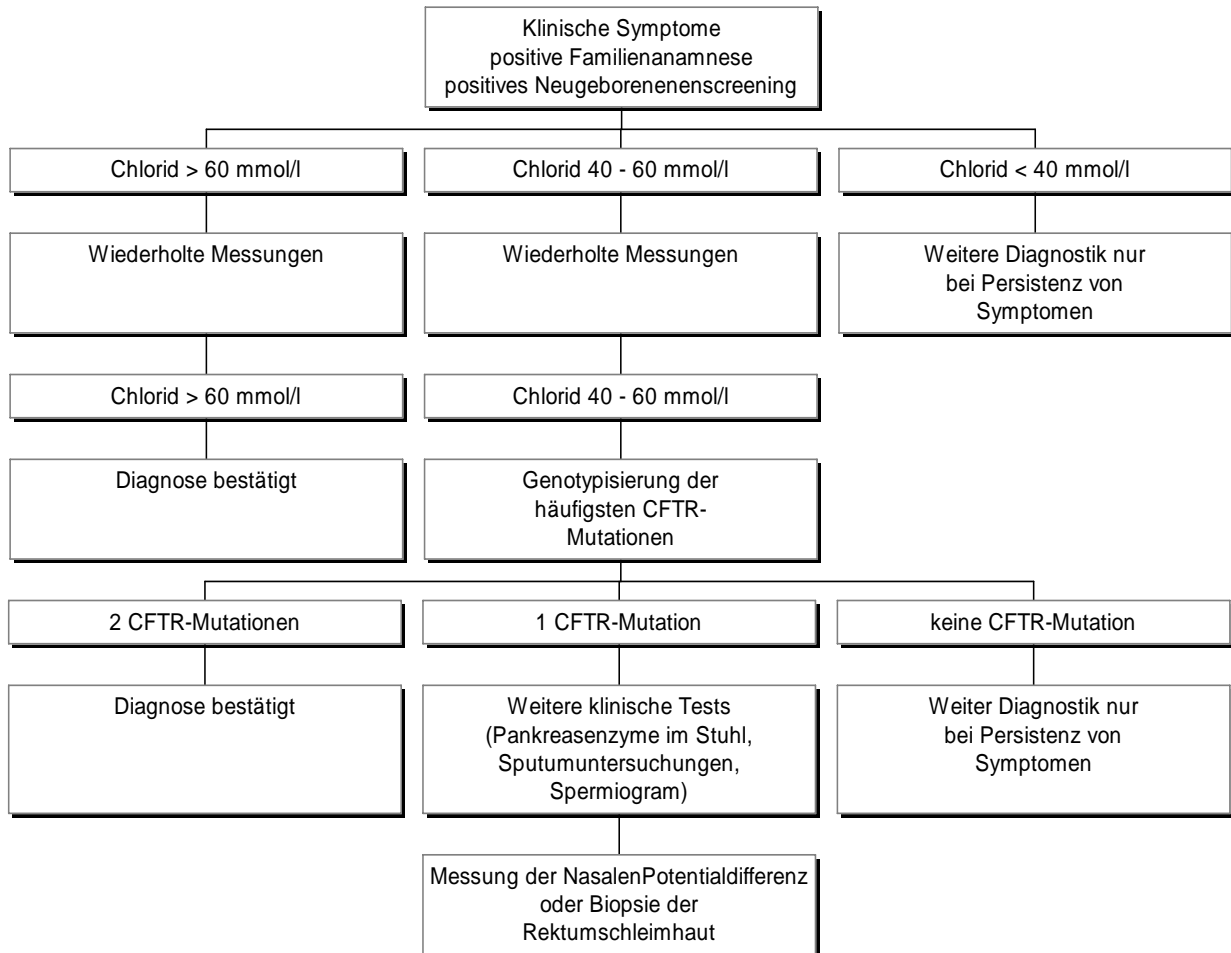 Klinische Symptome
positive Familienanamnese
positives Neugeborenenenscreening
Chlorid > 60 mmol/l
Chlorid 40 - 60 mmol/l
Chlorid < 40 mmol/l
Wiederholte Messungen
Wiederholte Messungen
Weitere Diagnostik nur
bei Persistenz von
Symptomen
Chlorid > 60 mmol/l
Chlorid 40 - 60 mmol/l
Diagnose bestätigt
Genotypisierung der
häufigsten CFTR-
Mutationen
2 CFTR-Mutationen
1 CFTR-Mutation
keine CFTR-Mutation
Diagnose bestätigt
Weitere klinische Tests
(Pankreasenzyme im Stuhl,
Sputumuntersuchungen,
Spermiogram)
Weiter Diagnostik nur
bei Persistenz von
Symptomen
Messung der NasalenPotentialdifferenz
oder Biopsie der
Rektumschleimhaut